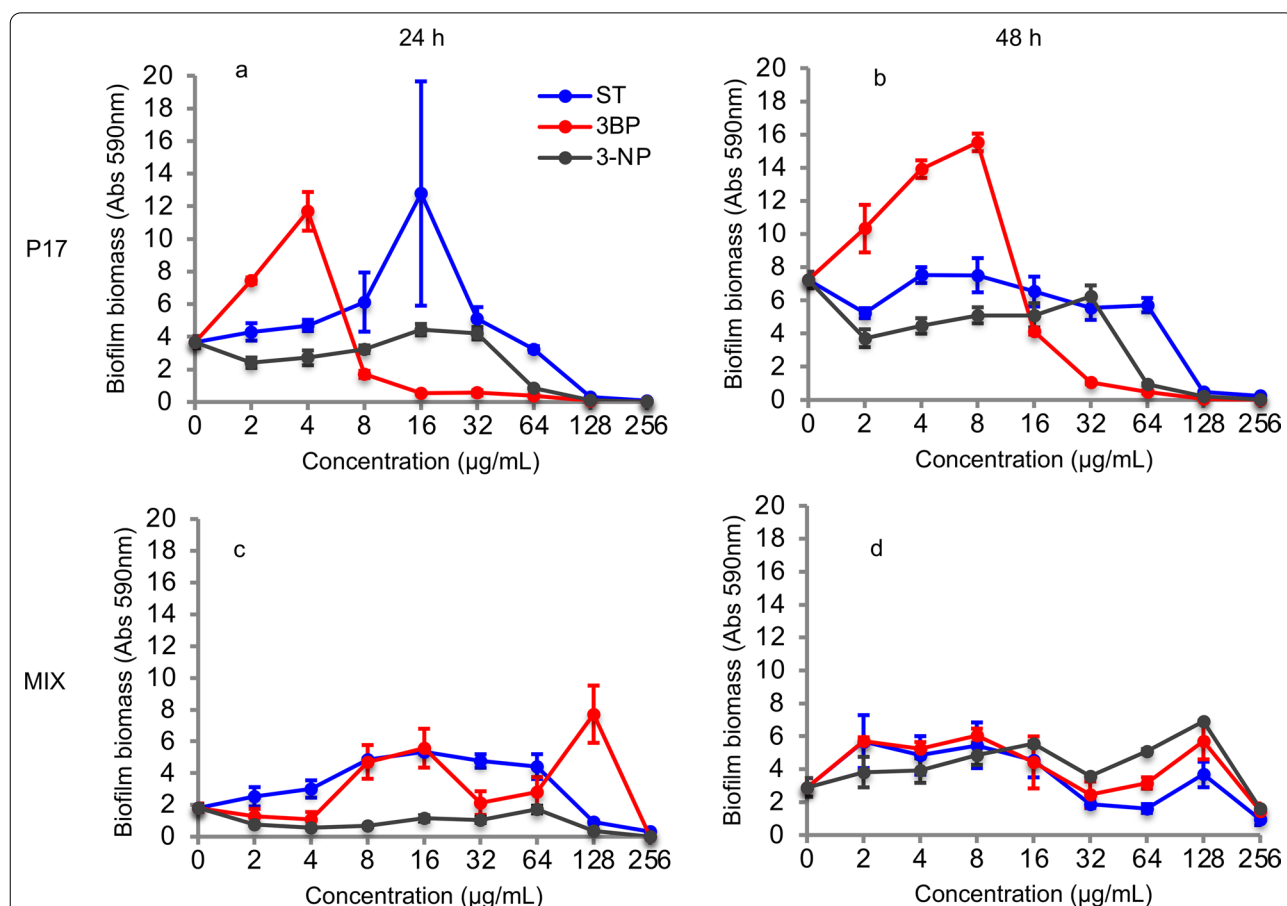 24 h
48 h
P17
a
ST
3BP
3-NP
Biofilm biomass (Abs 590nm)
20
18
16
14
12
10
8
6
4
2
0
0 2 4 8 16 32 64 128 256
Concentration (µg/mL)
b
Biofilm biomass (Abs 590nm)
20
18
16
14
12
10
8
6
4
2
0
0 2 4 8 16 32 64 128 256
Concentration (µg/mL)
MIX
c
Biofilm biomass (Abs 590nm)
20
18
16
14
12
10
8
6
4
2
0
0 2 4 8 16 32 64 128 256
Concentration (µg/mL)
d
Biofilm biomass (Abs 590nm)
20
18
16
14
12
10
8
6
4
2
0
0 2 4 8 16 32 64 128 256
Concentration (µg/mL)